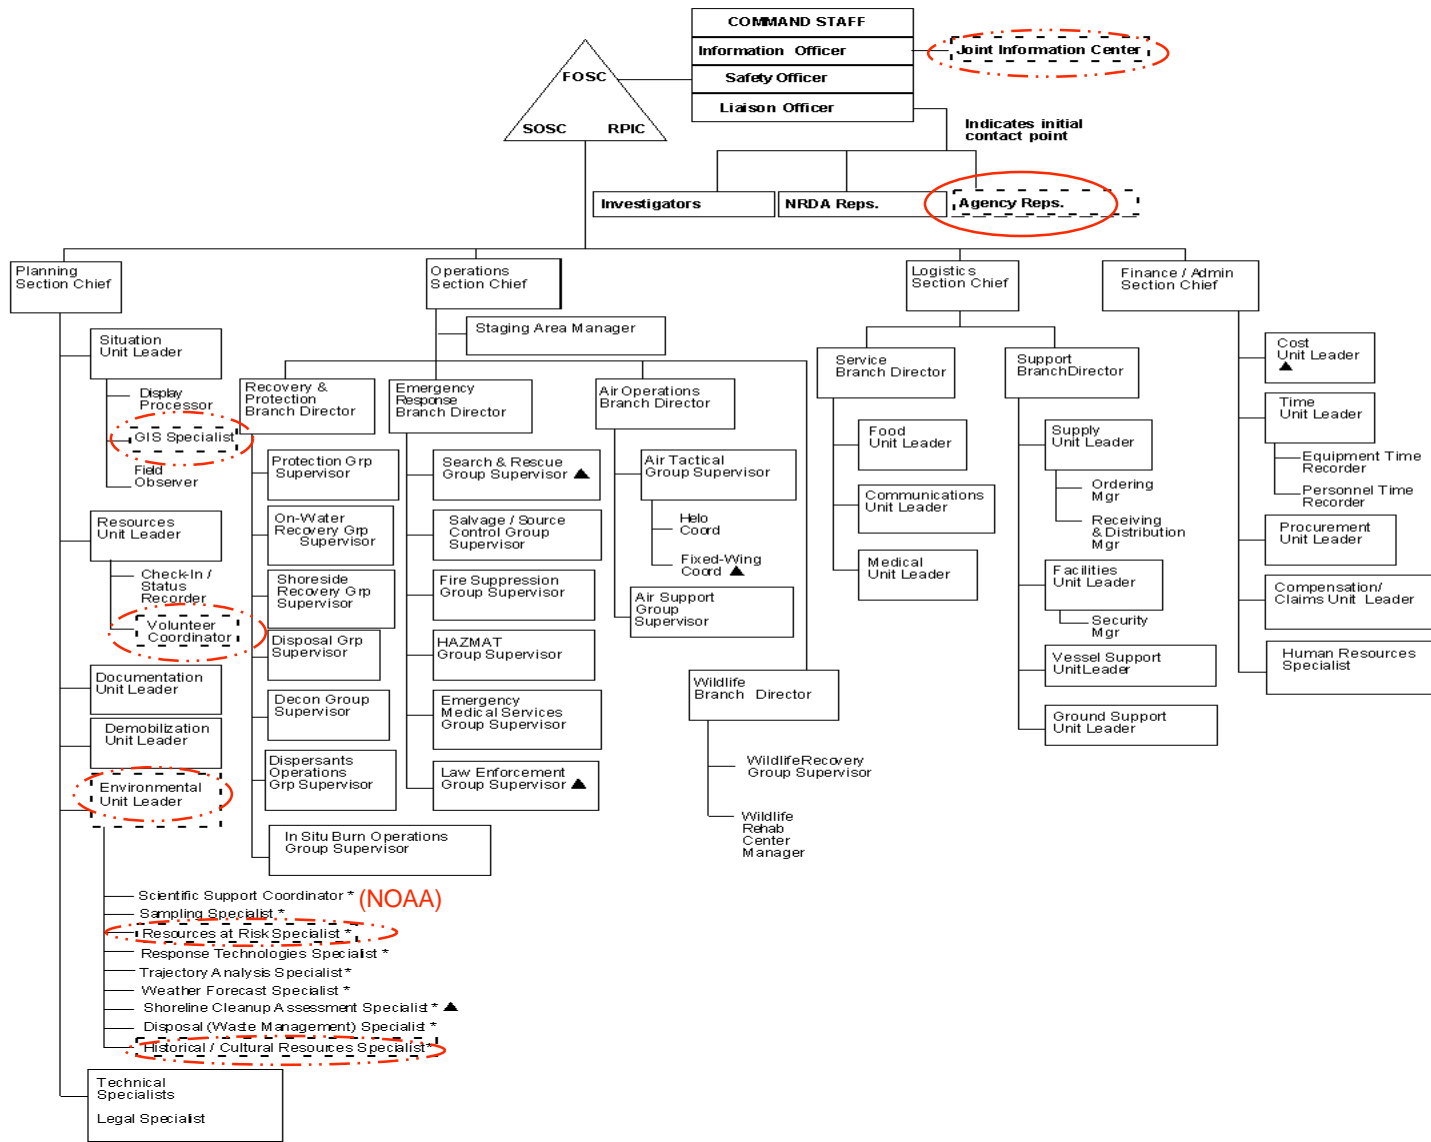 COMMAND STAFF
Information Officer
Safety Officer
Liaison Officer
Joint Information Center
FOSC
SOSC RPIC
Indicates initial
contact point
Investigators
NRDA Reps.
Agency Reps.
Planning
Section Chief
Situation
Unit Leader
Display
Processor
GIS Specialist
Field
Observer
Resources
Unit Leader
Check-In /
Status
Recorder
Volunteer
Coordinator
Documentation
Unit Leader
Demobilization
Unit Leader
Environmental
Unit Leader
Scientific Support Coordinator * (NOAA)
Sampling Specialist *
Resources at Risk Specialist *
Response Technologies Specialist *
Trajectory Analysis Specialist *
Weather Forecast Specialist *
Shoreline Cleanup Assessment Specialist * ▲
Disposal (Waste Management) Specialist *
Historical / Cultural Resources Specialist *
Technical
Specialists
Legal Specialist
Operations
Section Chief
Staging Area Manager
Recovery &
Protection
Branch Director
Protection Grp
Supervisor
On-Water
Recovery Grp
Supervisor
Shoreside
Recovery Grp
Supervisor
Disposal Grp
Supervisor
Decon Group
Supervisor
Dispersants
Operations
Grp Supervisor
In Situ Burn Operations
Group Supervisor
Emergency
Response
Branch Director
Search & Rescue
Group Supervisor ▲
Salvage / Source
Control Group
Supervisor
Fire Suppression
Group Supervisor
HAZMAT
Group Supervisor
Emergency
Medical Services
Group Supervisor
Law Enforcement
Group Supervisor ▲
Air Operations
Branch Director
Air Tactical
Group Supervisor
Helo
Coord
Fixed-Wing
Coord ▲
Air Support
Group
Supervisor
Wildlife
Branch Director
Wildlife Recovery
Group Supervisor
Wildlife
Rehab
Center
Manager
Logistics
Section Chief
Service
Branch Director
Food
Unit Leader
Communications
Unit Leader
Medical
Unit Leader
Support
Branch Director
Supply
Unit Leader
Ordering
Mgr
Receiving
& Distribution
Mgr
Facilities
Unit Leader
Security
Mgr
Vessel Support
Unit Leader
Ground Support
Unit Leader
Finance / Admin
Section Chief
Cost
Unit Leader
▲
Time
Unit Leader
Equipment Time
Recorder
Personnel Time
Recorder
Procurement
Unit Leader
Compensation/
Claims Unit Leader
Human Resources
Specialist